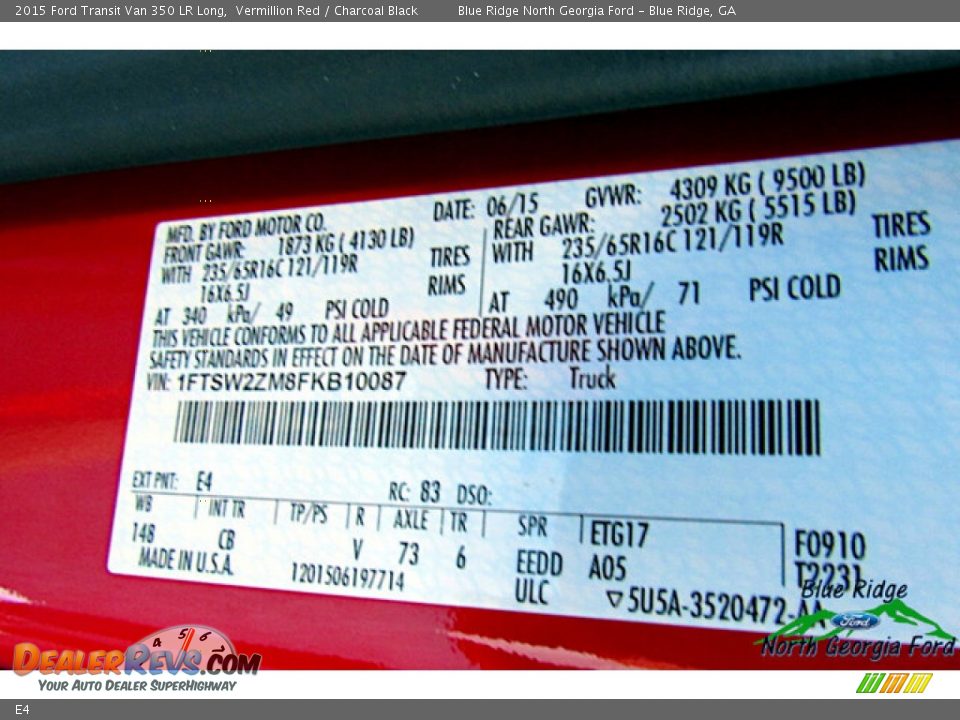 2015 Ford Transit Van 350 LR Long, Vermillion Red / Charcoal Black Blue Ridge North Georgia Ford - Blue Ridge, GA
MFD. BY FORD MOTOR CO. DATE: 06/15 GVWR: 4309 KG ( 9500 LB)
FRONT GAWR: 1873 KG ( 4130 LB) REAR GAWR: 2502 KG ( 5515 LB)
WITH 235/65R16C 121/119R TIRES WITH 235/65R16C 121/119R TIRES
16X6.5J RIMS 16X6.5J RIMS
AT 340 kPa/ 49 PSI COLD AT 490 kPa/ 71 PSI COLD
THIS VEHICLE CONFORMS TO ALL APPLICABLE FEDERAL MOTOR VEHICLE
SAFETY STANDARDS IN EFFECT ON THE DATE OF MANUFACTURE SHOWN ABOVE.
VIN: 1FTSW2ZM8FKB10087 TYPE: Truck
EXT PNT: E4 RC: 83 DSO:
WB INT TR TP/PS R AXLE TR SPR ETG17 F0910
148 CB V 73 6 EEDD A05 T2231
MADE IN U.S.A. 1201506197714 ULC ▽5U5A-3520472-AA
Blue Ridge
Ford
North Georgia Ford
4 5 6
DEALERREVS.COM
YOUR AUTO DEALER SUPERHIGHWAY
E4